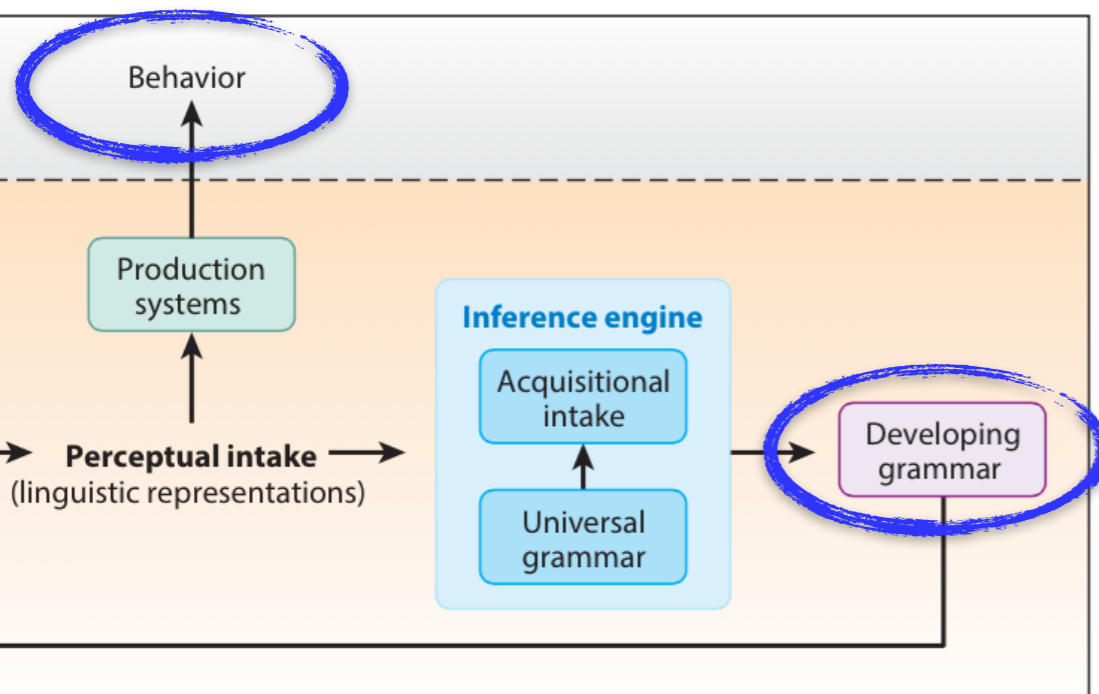 Behavior
Production
systems
Perceptual intake
(linguistic representations)
Inference engine
Acquisitional
intake
Universal
grammar
Developing
grammar